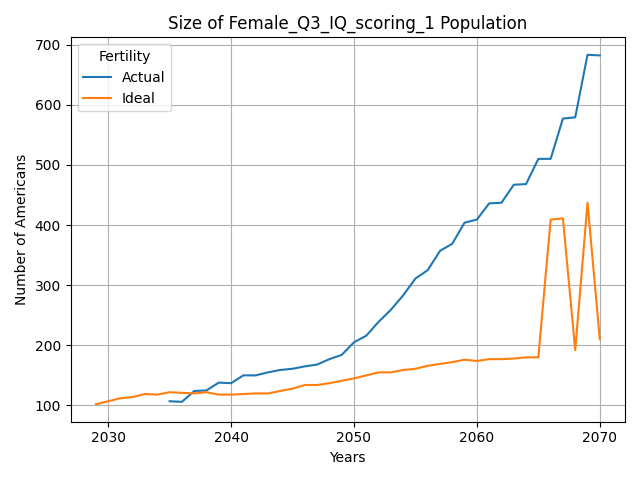 Size of Female_Q3_IQ_scoring_1 Population
Number of Americans
700
600
500
400
300
200
100
Fertility
Actual
Ideal
2030
2040
2050
2060
2070
Years